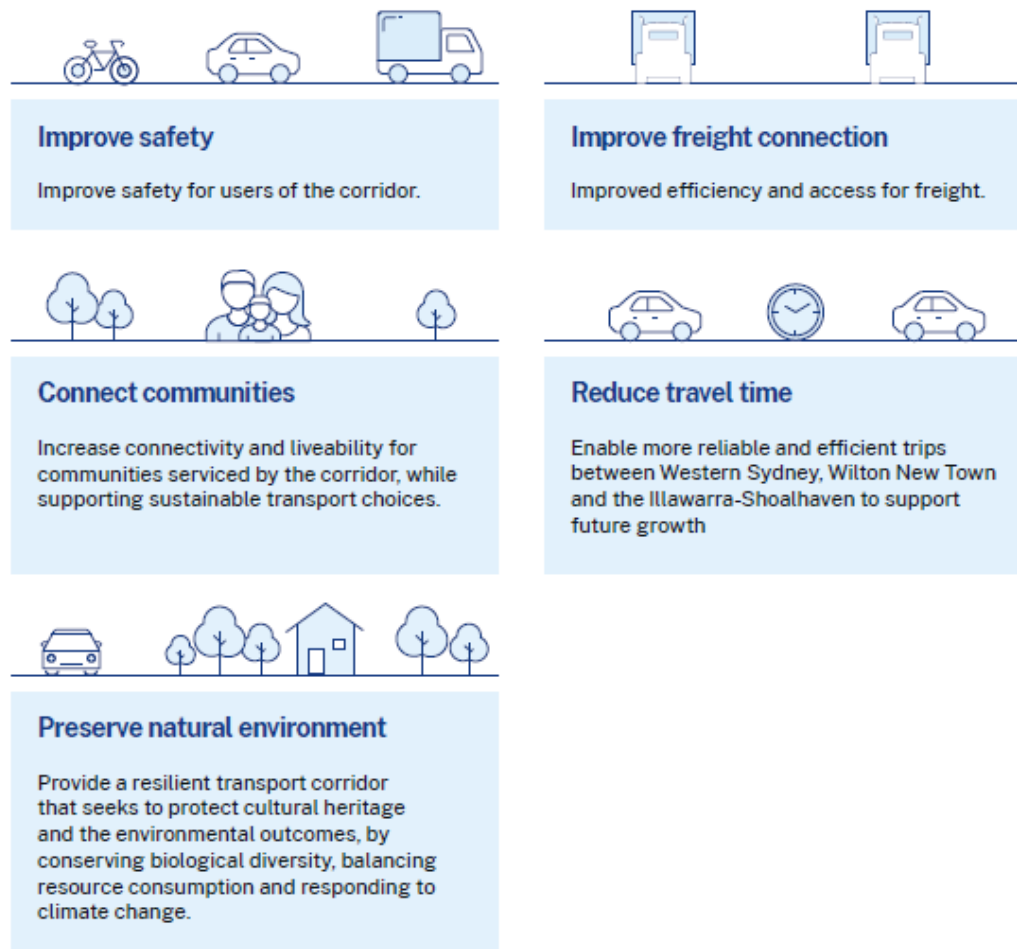 Improve safety
Improve safety for users of the corridor.
Improve freight connection
Improved efficiency and access for freight.
Connect communities
Increase connectivity and liveability for
communities serviced by the corridor, while
supporting sustainable transport choices.
Reduce travel time
Enable more reliable and efficient trips
between Western Sydney, Wilton New Town
and the Illawarra-Shoalhaven to support
future growth
Preserve natural environment
Provide a resilient transport corridor
that seeks to protect cultural heritage
and the environmental outcomes, by
conserving biological diversity, balancing
resource consumption and responding to
climate change.